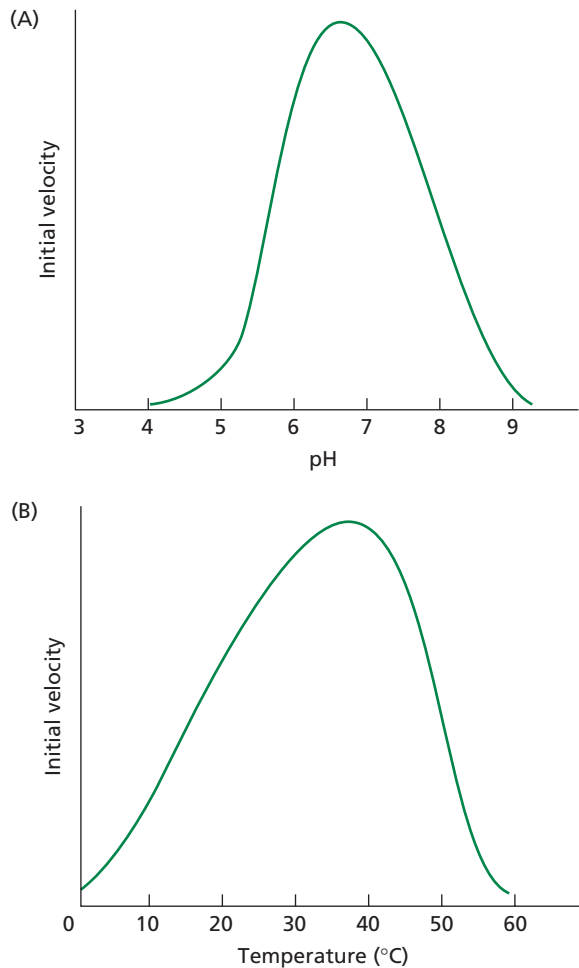 (A)
Initial velocity
3 4 5 6 7 8 9
pH
(B)
Initial velocity
0 10 20 30 40 50 60
Temperature (°C)